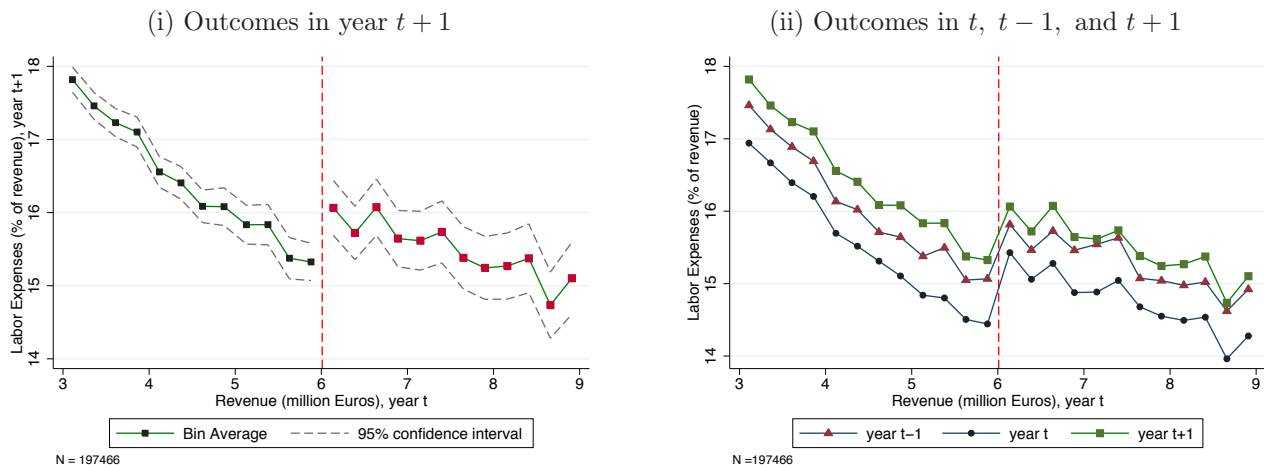 (i) Outcomes in year t + 1
Labor Expenses (% of revenue), year t+1
18
17
16
15
14
3 4 5 6 7 8 9
Revenue (million Euros), year t
Bin Average 95% confidence interval
N = 197466
(ii) Outcomes in t, t − 1, and t + 1
Labor Expenses (% of revenue)
18
17
16
15
14
3 4 5 6 7 8 9
Revenue (million Euros), year t
year t−1 year t year t+1
N =197466